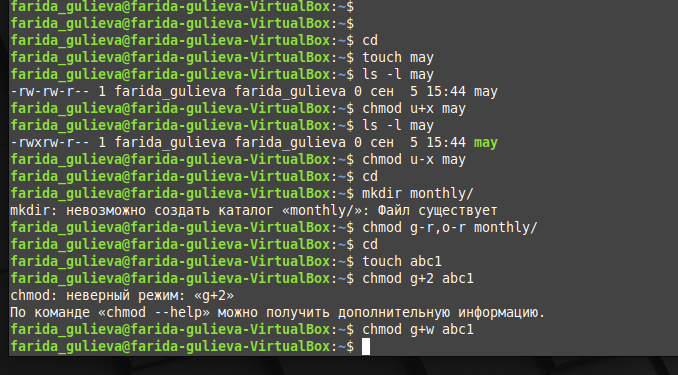 farida_gulieva@farida-gulieva-VirtualBox:~$
farida_gulieva@farida-gulieva-VirtualBox:~$
farida_gulieva@farida-gulieva-VirtualBox:~$ cd
farida_gulieva@farida-gulieva-VirtualBox:~$ touch may
farida_gulieva@farida-gulieva-VirtualBox:~$ ls -l may
-rw-rw-r-- 1 farida_gulieva farida_gulieva 0 сен  5 15:44 may
farida_gulieva@farida-gulieva-VirtualBox:~$ chmod u+x may
farida_gulieva@farida-gulieva-VirtualBox:~$ ls -l may
-rwxrw-r-- 1 farida_gulieva farida_gulieva 0 сен  5 15:44 may
farida_gulieva@farida-gulieva-VirtualBox:~$ chmod u-x may
farida_gulieva@farida-gulieva-VirtualBox:~$ cd
farida_gulieva@farida-gulieva-VirtualBox:~$ mkdir monthly/
mkdir: невозможно создать каталог «monthly/»: Файл существует
farida_gulieva@farida-gulieva-VirtualBox:~$ chmod g-r,o-r monthly/
farida_gulieva@farida-gulieva-VirtualBox:~$ cd
farida_gulieva@farida-gulieva-VirtualBox:~$ touch abc1
farida_gulieva@farida-gulieva-VirtualBox:~$ chmod g+2 abc1
chmod: неверный режим: «g+2»
По команде «chmod --help» можно получить дополнительную информацию.
farida_gulieva@farida-gulieva-VirtualBox:~$ chmod g+w abc1
farida_gulieva@farida-gulieva-VirtualBox:~$